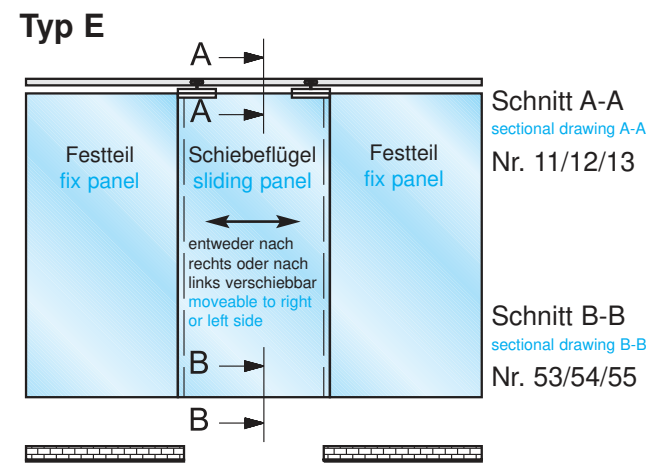 Typ E
A
A
Festteil
fix panel
Schiebeflügel
sliding panel
Festteil
fix panel
entweder nach
rechts oder nach
links verschiebbar
moveable to right
or left side
B
B
Schnitt A-A
sectional drawing A-A
Nr. 11/12/13
Schnitt B-B
sectional drawing B-B
Nr. 53/54/55